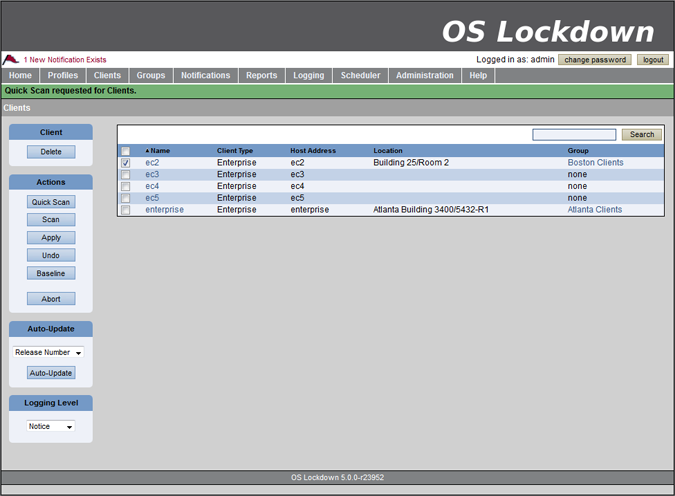 OS Lockdown
1 New Notification Exists
Logged in as: admin change password logout
Home Profiles Clients Groups Notifications Reports Logging Scheduler Administration Help
Quick Scan requested for Clients.
Clients
Client
Delete
Actions
Quick Scan
Scan
Apply
Undo
Baseline
Abort
Auto-Update
Release Number
Auto-Update
Logging Level
Notice
Search
Name Client Type Host Address Location Group
ec2 Enterprise ec2 Building 25/Room 2 Boston Clients
ec3 Enterprise ec3 none
ec4 Enterprise ec4 none
ec5 Enterprise ec5 none
enterprise Enterprise enterprise Atlanta Building 3400/5432-R1 Atlanta Clients
OS Lockdown 5.0.0-r23952